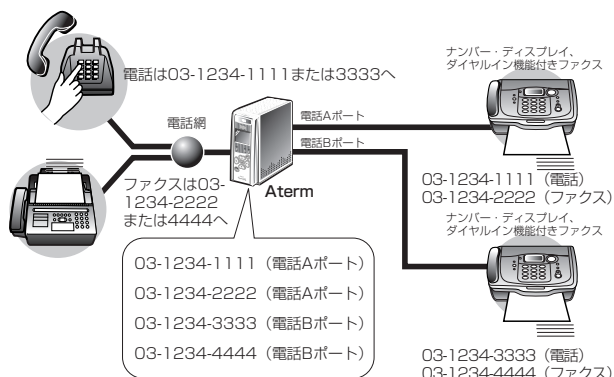 電話は03-1234-1111または3333へ
電話網
ファクスは03-
1234-2222
または4444へ
Aterm
電話Aポート
電話Bポート
ナンバー・ディスプレイ、
ダイヤルイン機能付きファクス
03-1234-1111（電話）
03-1234-2222（ファクス）
ナンバー・ディスプレイ、
ダイヤルイン機能付きファクス
03-1234-3333（電話）
03-1234-4444（ファクス）
03-1234-1111（電話Aポート）
03-1234-2222（電話Aポート）
03-1234-3333（電話Bポート）
03-1234-4444（電話Bポート）